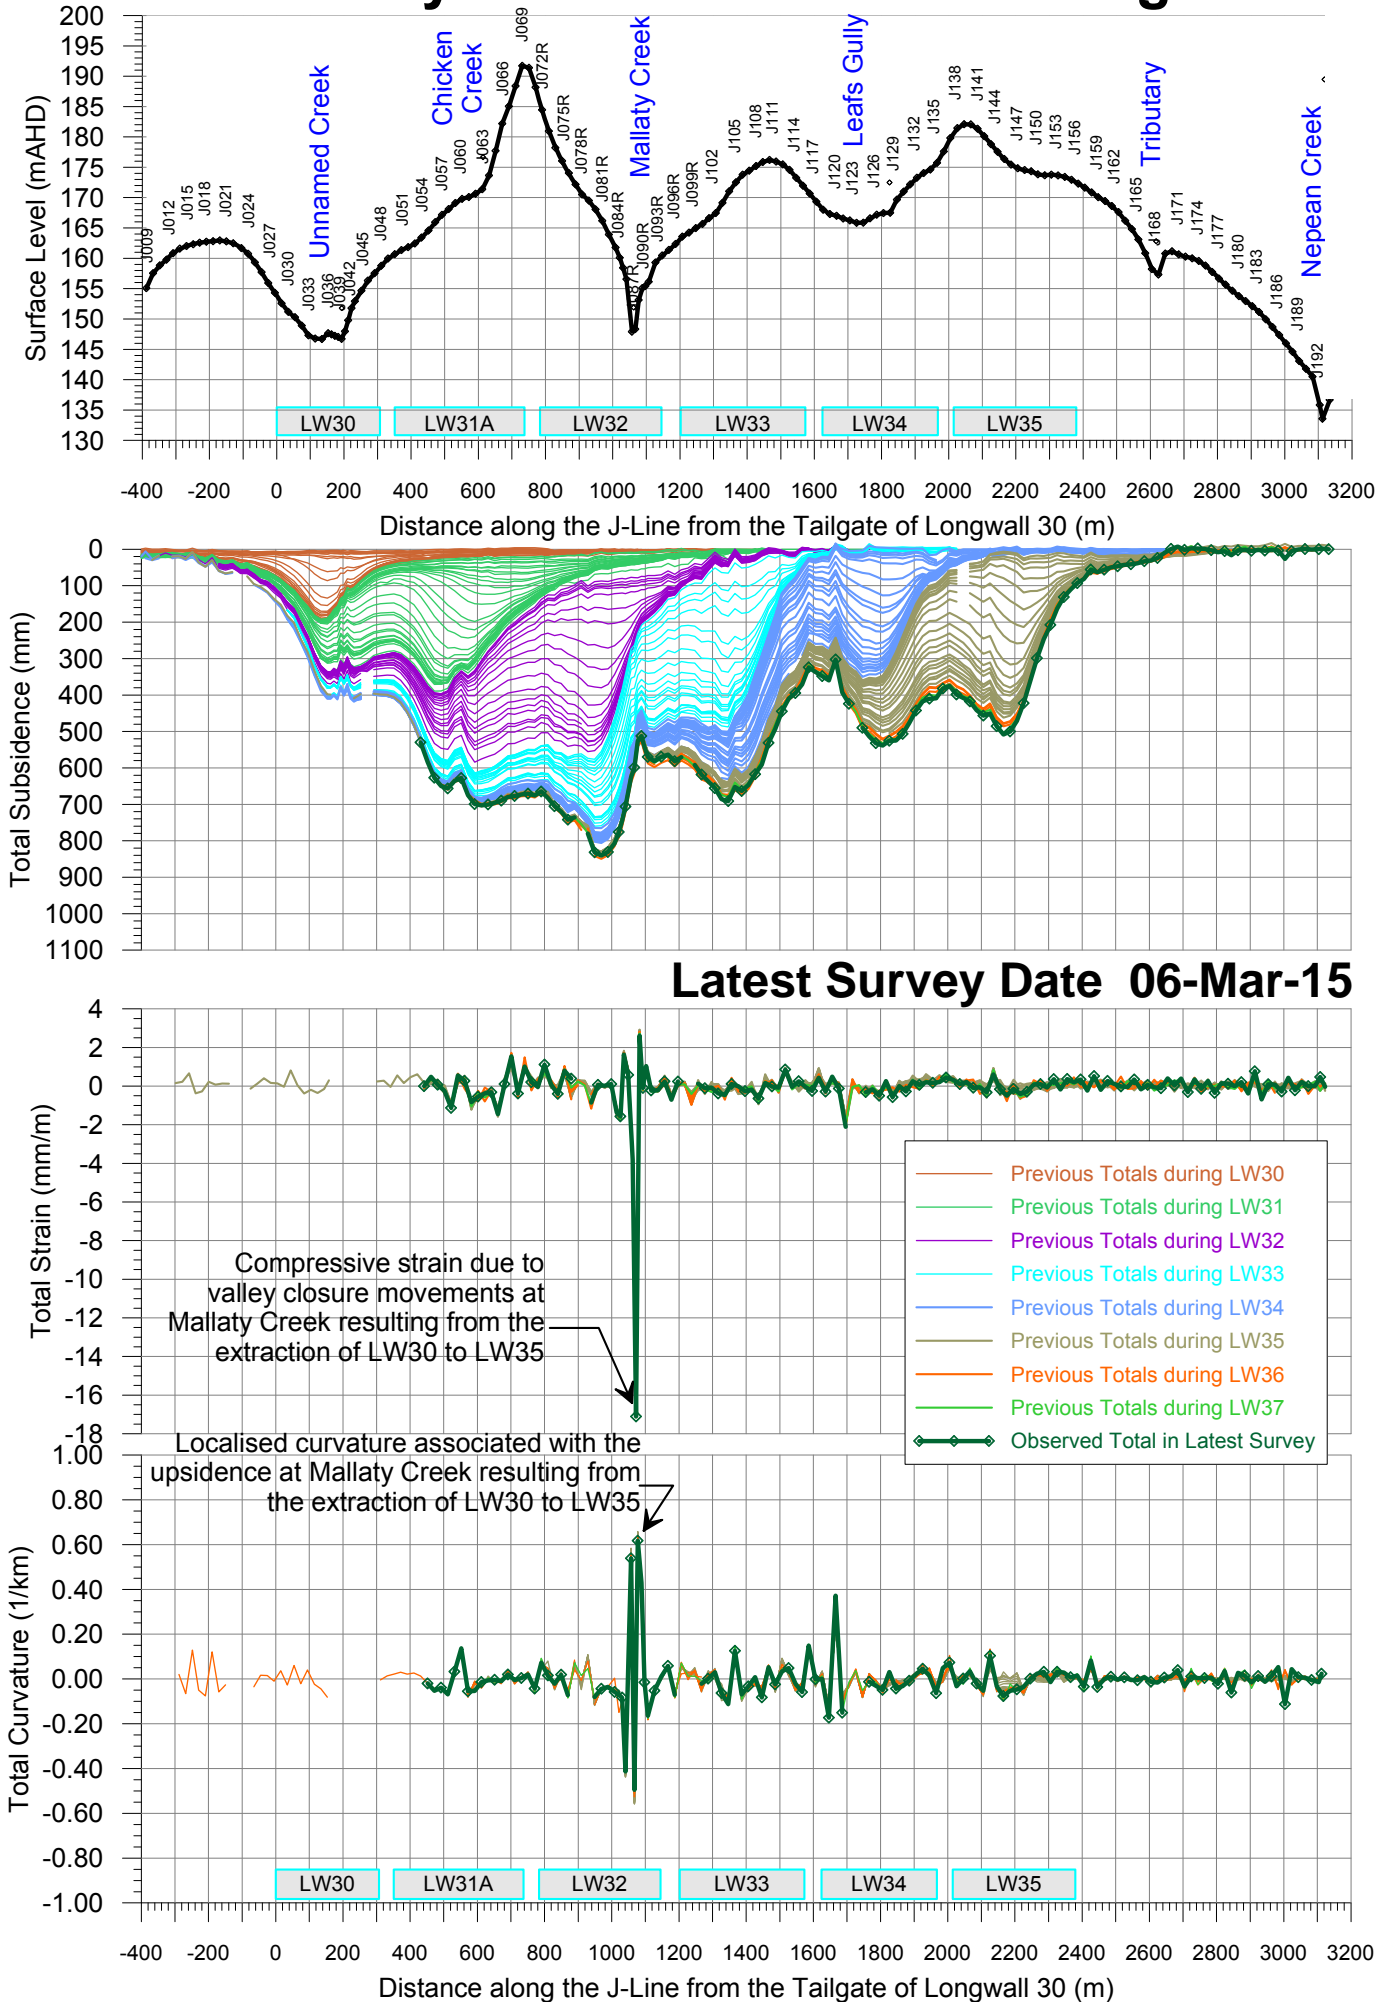 200
195
190
185
180
175
170
165
160
155
150
145
140
135
130
Surface Level (mAHD)
J009
J012
J015
J018
J021
J024
J027
J030
J033
J036
J039
J042
J045
J048
J051
J054
J057
J060
J063
J066
J069
J072R
J075R
J078R
J081R
J084R
J087R
J090R
J093R
J096R
J099R
J102
J105
J108
J111
J114
J117
J120
J123
J126
J129
J132
J135
J138
J141
J144
J147
J150
J153
J156
J159
J162
J165
J168
J171
J174
J177
J180
J183
J186
J189
J192
Unnamed Creek
Chicken
Creek
Mallaty Creek
Leafs Gully
Tributary
Nepean Creek
LW30 LW31A LW32 LW33 LW34 LW35
-400 -200 0 200 400 600 800 1000 1200 1400 1600 1800 2000 2200 2400 2600 2800 3000 3200
Distance along the J-Line from the Tailgate of Longwall 30 (m)
0
100
200
300
400
500
600
700
800
900
1000
1100
Total Subsidence (mm)
Latest Survey Date 06-Mar-15
4
2
0
-2
-4
-6
-8
-10
-12
-14
-16
-18
Total Strain (mm/m)
Compressive strain due to
valley closure movements at
Mallaty Creek resulting from the
extraction of LW30 to LW35
Previous Totals during LW30
Previous Totals during LW31
Previous Totals during LW32
Previous Totals during LW33
Previous Totals during LW34
Previous Totals during LW35
Previous Totals during LW36
Previous Totals during LW37
Observed Total in Latest Survey
Localised curvature associated with the
upsidence at Mallaty Creek resulting from
the extraction of LW30 to LW35
1.00
0.80
0.60
0.40
0.20
0.00
-0.20
-0.40
-0.60
-0.80
-1.00
Total Curvature (1/km)
LW30 LW31A LW32 LW33 LW34 LW35
-400 -200 0 200 400 600 800 1000 1200 1400 1600 1800 2000 2200 2400 2600 2800 3000 3200
Distance along the J-Line from the Tailgate of Longwall 30 (m)